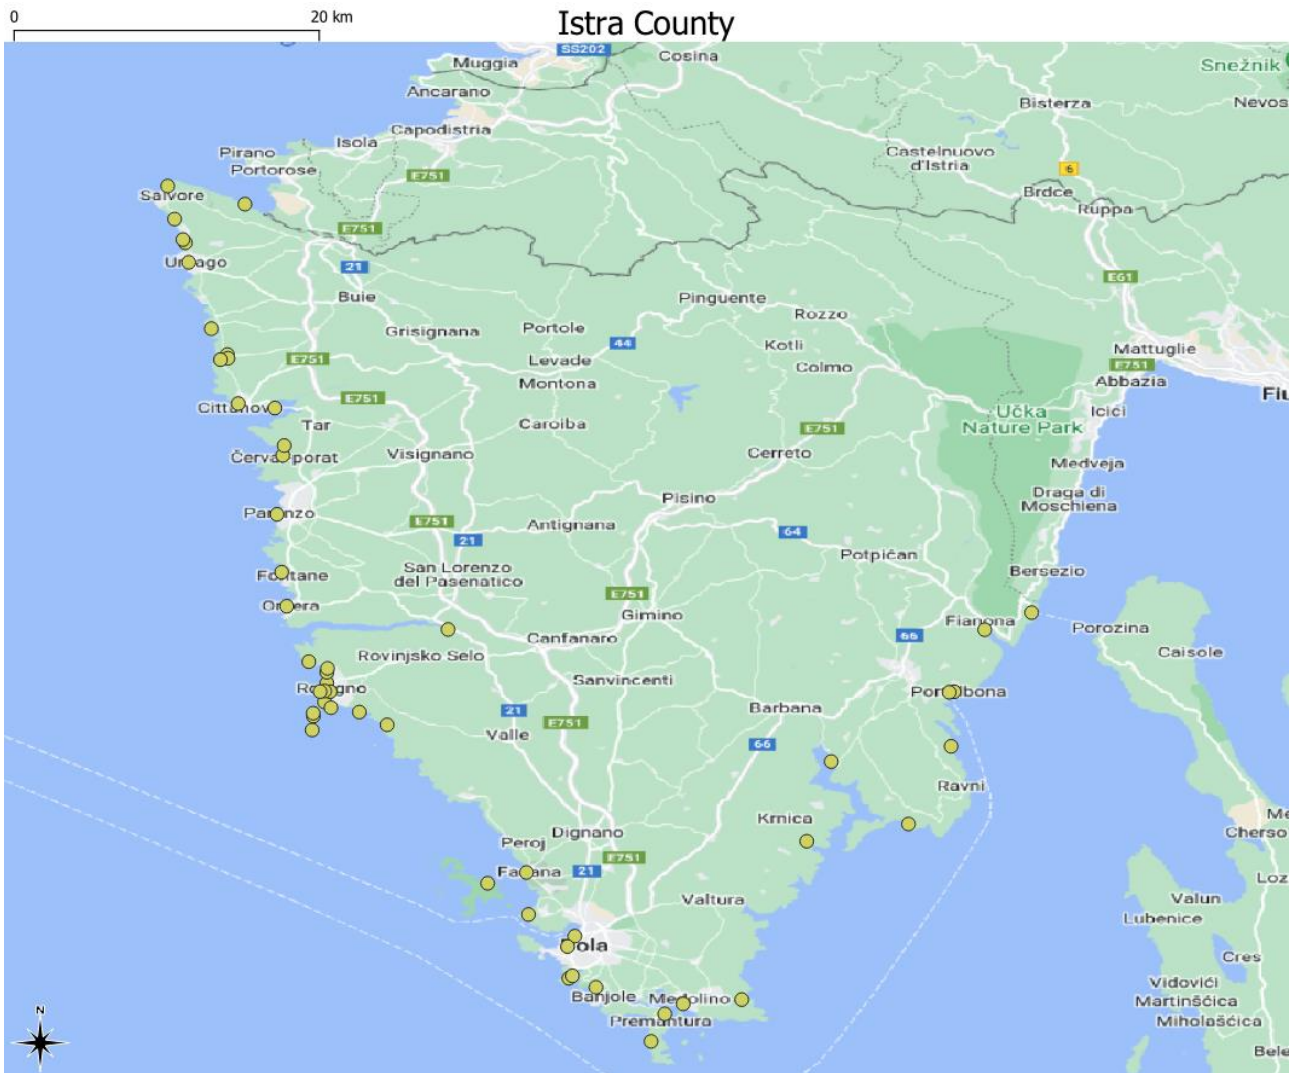 0
20 km
Istra County
SS202
Cosina
Muggia
Snežnik
Ancarano
Bisterza
Nevos
Capodistria
Isola
Castelnuovo
d'Istria
Pirano
Portorose
E751
6
Salvore
Brdce
Ruppa
E751
21
E61
Buie
Pinguente
Rozzo
Grisignana
Portole
44
Kotli
Mattuglie
E751
Levade
Colmo
E751
Montona
Abbazia
E751
Učka
Nature Park
Icici
Tar
Caroiba
E751
Visignano
Cerreto
Medveja
Pisino
Draga di
Moschiena
E751
Antignana
21
64
Potpičan
San Lorenzo
del Pasenatico
Bersezio
E751
Gimino
Fianona
66
Porozina
Canfanaro
Rovinjsko Selo
Caisole
Sanvincenti
21
Barbana
E751
Valle
66
Ravni
Krnica
Dignano
Cherso
Peroj
E751
21
Valtura
Valun
Lubenice
Cres
Vidovići
Banjole
Medolino
Martinšćica
Premantura
Miholašćica
N
Bele